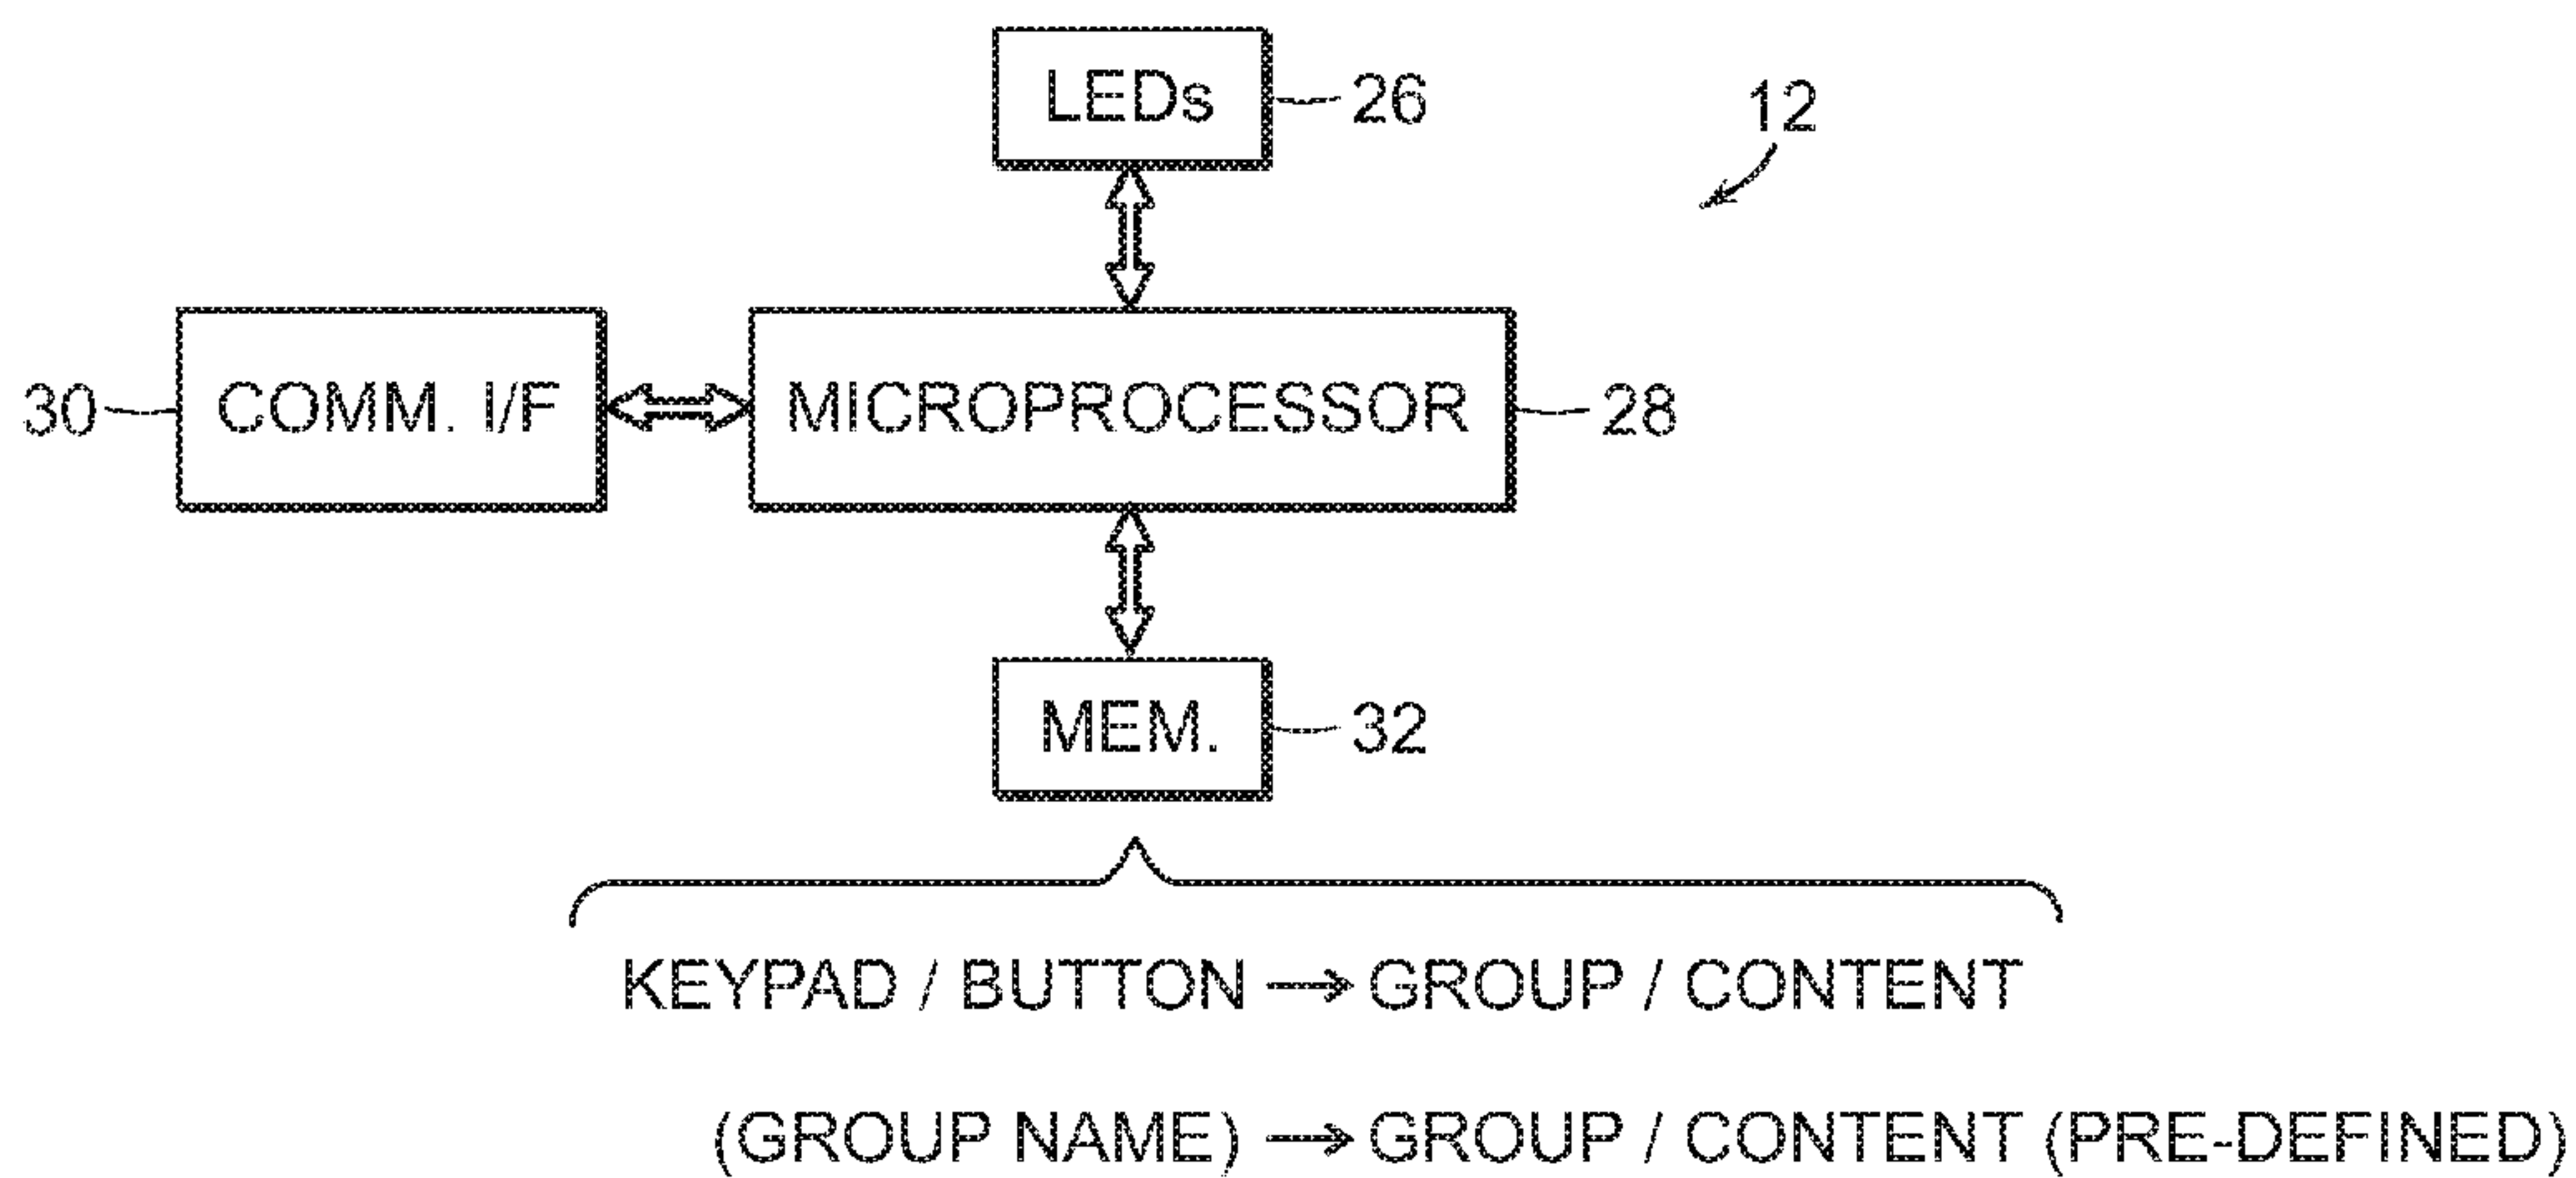 LEDs 26
12
30 COMM. I/F MICROPROCESSOR 28
MEM. 32
KEYPAD / BUTTON → GROUP / CONTENT
(GROUP NAME) → GROUP / CONTENT (PRE-DEFINED)